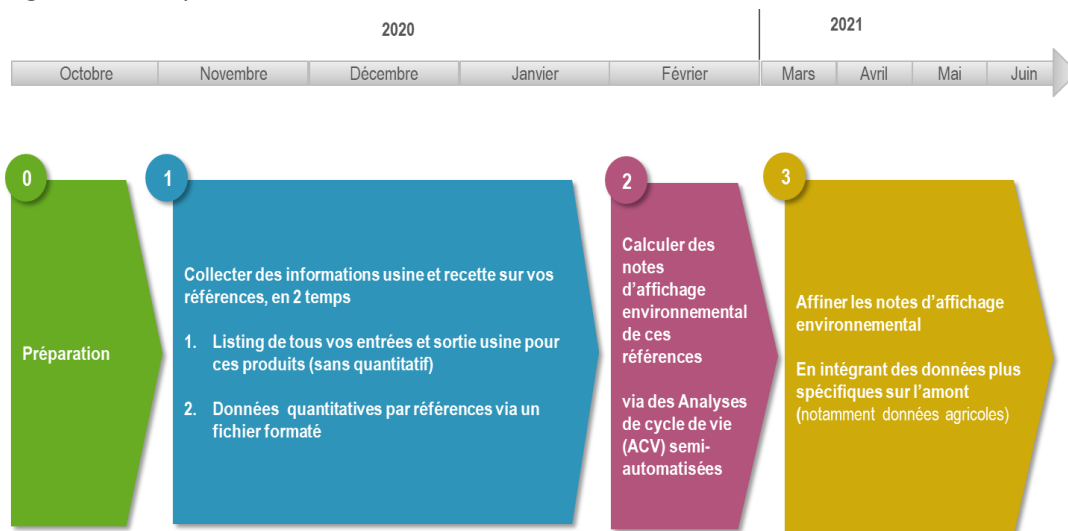 2020
2021
Octobre
Novembre
Décembre
Janvier
Février
Mars
Avril
Mai
Juin
0
Préparation
1
Collecter des informations usine et recette sur vos
références, en 2 temps
1. Listing de tous vos entrées et sortie usine pour
ces produits (sans quantitatif)
2. Données quantitatives par références via un
fichier formaté
2
Calculer des
notes
d’affichage
environnemental
de ces
références
via des Analyses
de cycle de vie
(ACV) semi-
automatisées
3
Affiner les notes d’affichage
environnemental
En intégrant des données plus
spécifiques sur l’amont
(notamment données agricoles)